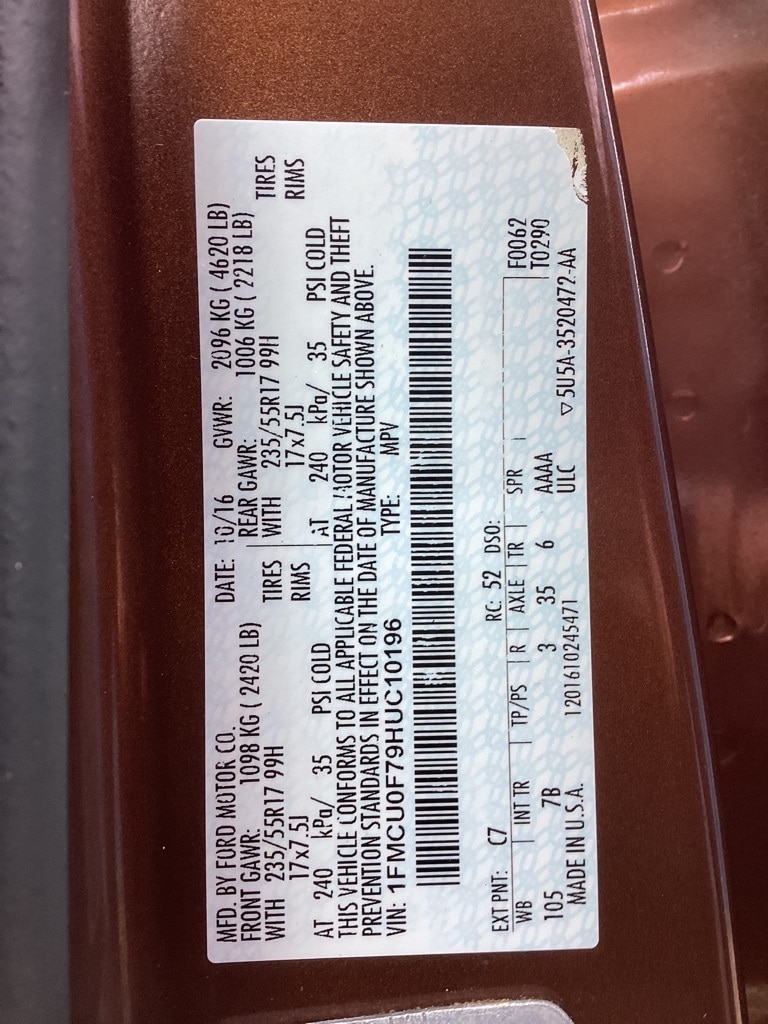 MFD. BY FORD MOTOR CO.
DATE: 10/16 GVWR: 2096 KG ( 4620 LB)
FRONT GAWR: 1098 KG ( 2420 LB)
REAR GAWR: 1006 KG ( 2218 LB)
WITH 235/55R17 99H TIRES
WITH 235/55R17 99H TIRES
17x7.5J RIMS
17x7.5J RIMS
AT 240 kPa/ 35 PSI COLD
AT 240 kPa/ 35 PSI COLD
THIS VEHICLE CONFORMS TO ALL APPLICABLE FEDERAL MOTOR VEHICLE SAFETY AND THEFT
PREVENTION STANDARDS IN EFFECT ON THE DATE OF MANUFACTURE SHOWN ABOVE.
VIN: 1FMCU0F79HUC10196 TYPE: MPV
EXT PNT: C7 RC: 52 DSO:
WB INT TR TP/PS R AXLE TR SPR F0062
105 7B 3 35 6 AAAA T0290
MADE IN U.S.A. 1201610245471 ULC ▽5U5A-3520472-AA